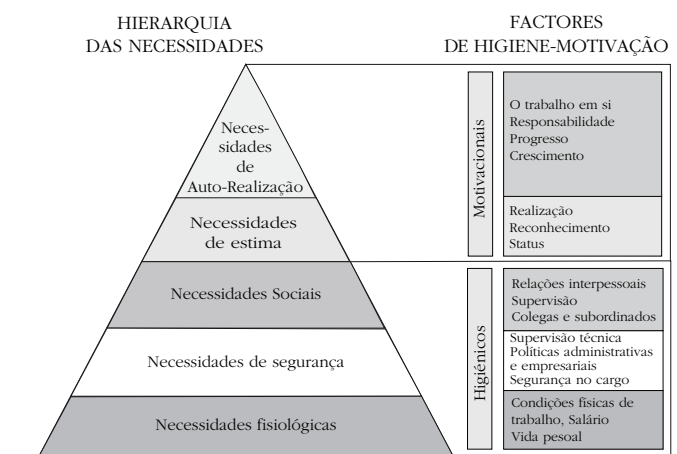 HIERARQUIA
DAS NECESSIDADES
FACTORES
DE HIGIENE-MOTIVAÇÃO
Neces-
sidades
de
Auto-Realização
Necessidades
de estima
Necessidades Sociais
Necessidades de segurança
Necessidades fisiológicas
Motivacionais
O trabalho em si
Responsabilidade
Progresso
Crescimento
Realização
Reconhecimento
Status
Higiénicos
Relações interpessoais
Supervisão
Colegas e subordinados
Supervisão técnica
Políticas administrativas
e empresariais
Segurança no cargo
Condições físicas de
trabalho, Salário
Vida pesoal